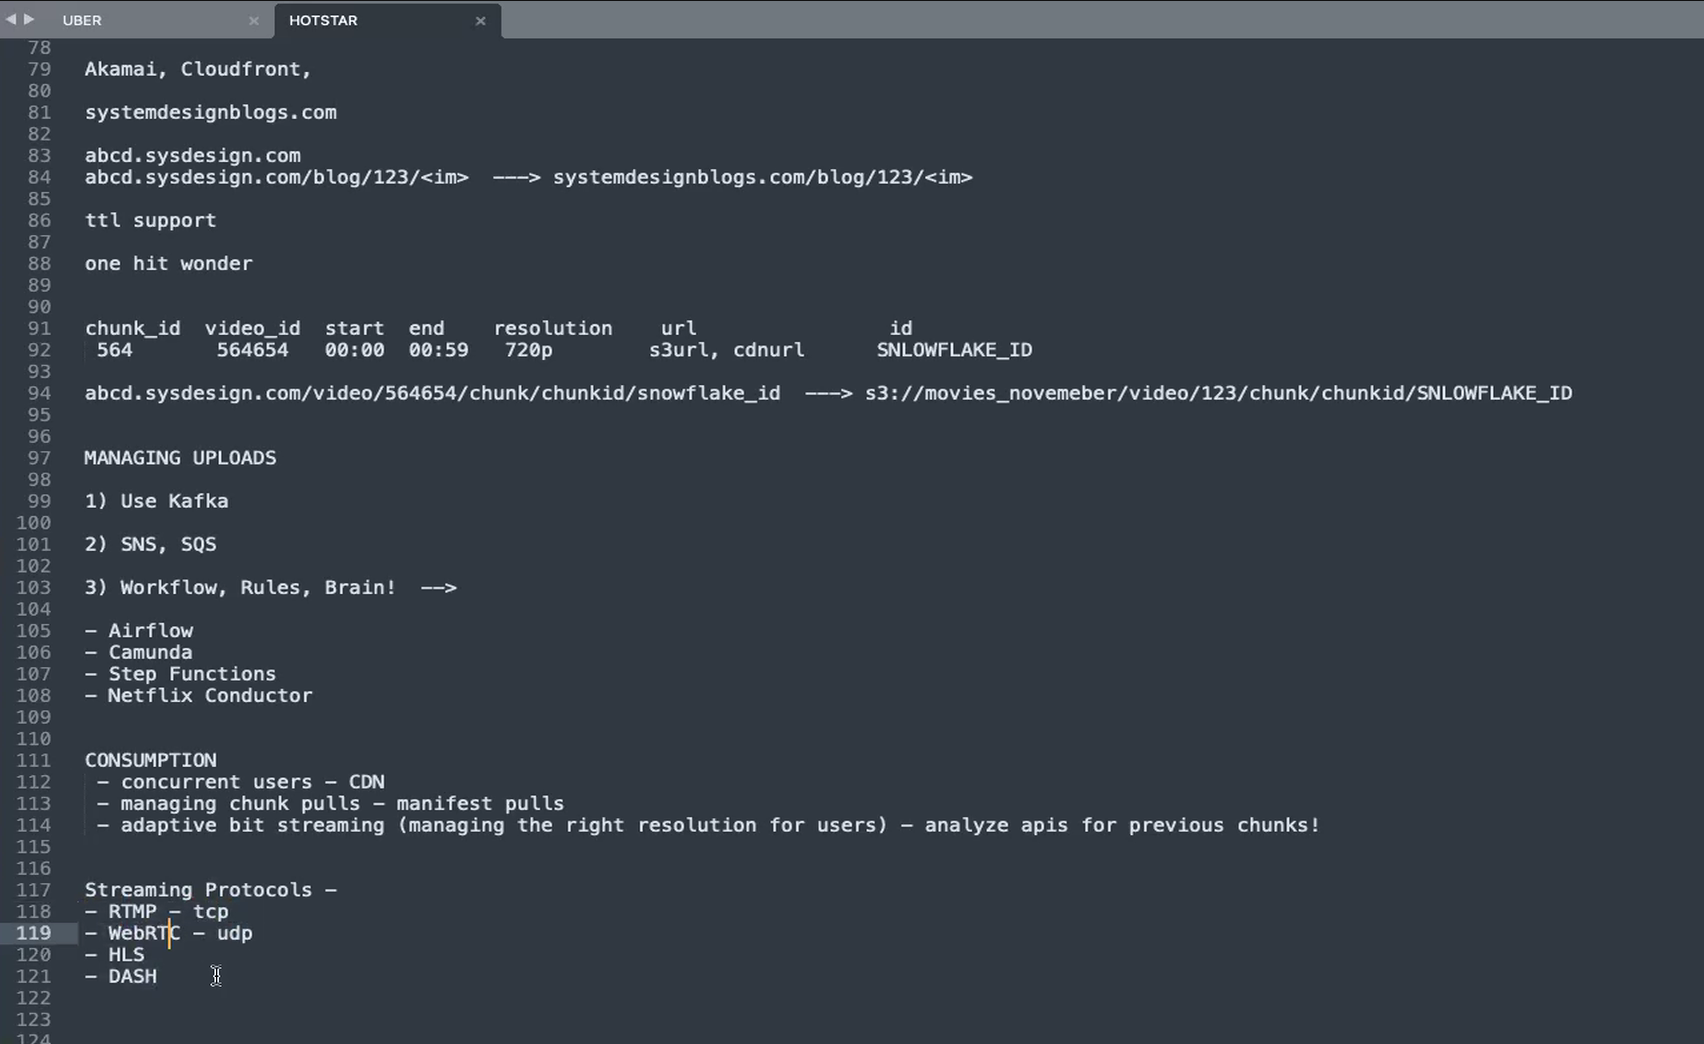 UBER
HOTSTAR
78
79 Akamai, Cloudfront,
80
81 systemdesignblogs.com
82
83 abcd.sysdesign.com
84 abcd.sysdesign.com/blog/123/<im> ---> systemdesignblogs.com/blog/123/<im>
85
86 ttl support
87
88 one hit wonder
89
90
91 chunk_id video_id start end resolution url id
92 564 564654 00:00 00:59 720p s3url, cdnurl SNLOWFLAKE_ID
93
94 abcd.sysdesign.com/video/564654/chunk/chunkid/snowflake_id ---> s3://movies_novemeber/video/123/chunk/chunkid/SNLOWFLAKE_ID
95
96
97 MANAGING UPLOADS
98
99 1) Use Kafka
100
101 2) SNS, SQS
102
103 3) Workflow, Rules, Brain! -->
104
105 - Airflow
106 - Camunda
107 - Step Functions
108 - Netflix Conductor
109
110
111 CONSUMPTION
112 - concurrent users - CDN
113 - managing chunk pulls - manifest pulls
114 - adaptive bit streaming (managing the right resolution for users) - analyze apis for previous chunks!
115
116
117 Streaming Protocols -
118 - RTMP - tcp
119 - WebRTC - udp
120 - HLS
121 - DASH
122
123
124